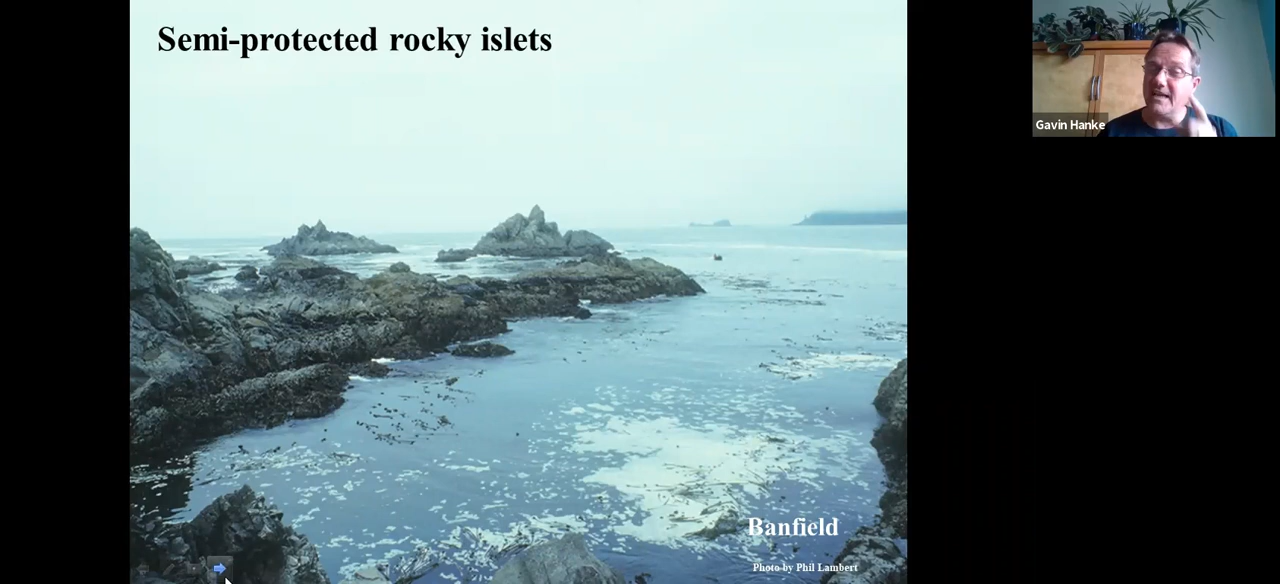 Semi-protected rocky islets
Gavin Hanke
Banfield
Photo by Phil Lambert